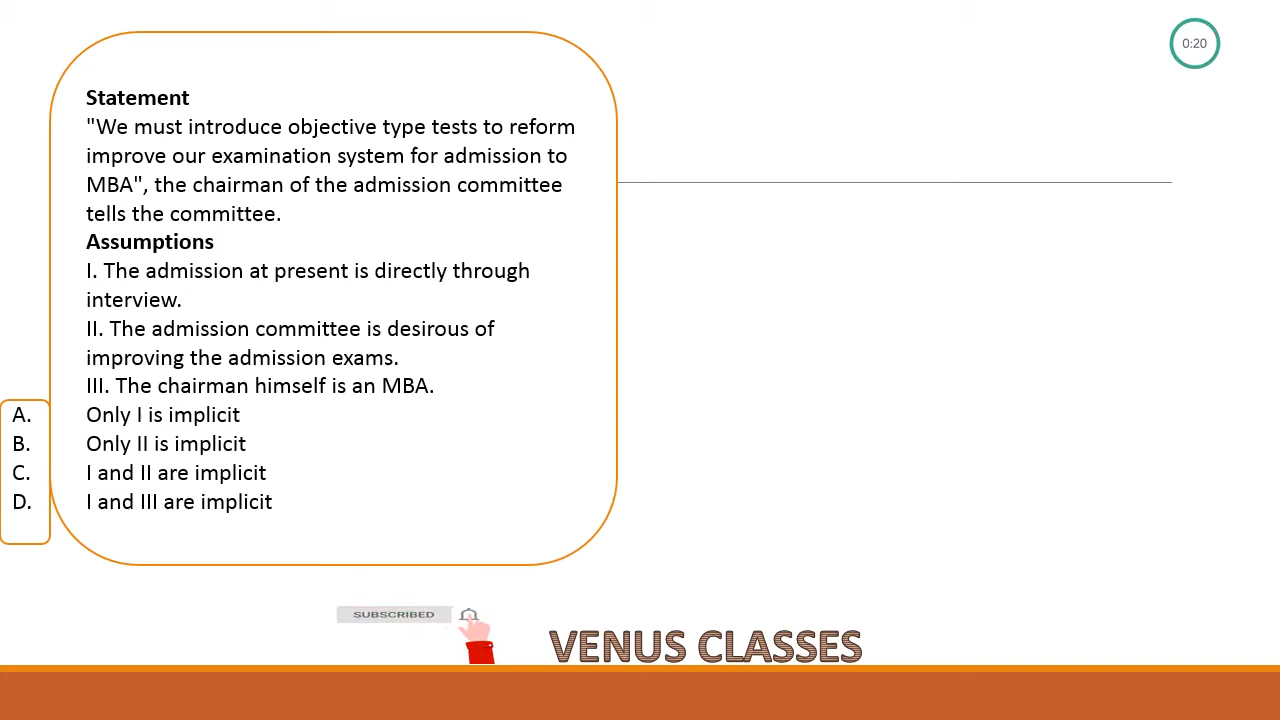 0:20
Statement
"We must introduce objective type tests to reform
improve our examination system for admission to
MBA", the chairman of the admission committee
tells the committee.
Assumptions
I. The admission at present is directly through
interview.
II. The admission committee is desirous of
improving the admission exams.
III. The chairman himself is an MBA.
A. Only I is implicit
B. Only II is implicit
C. I and II are implicit
D. I and III are implicit
SUBSCRIBED
VENUS CLASSES